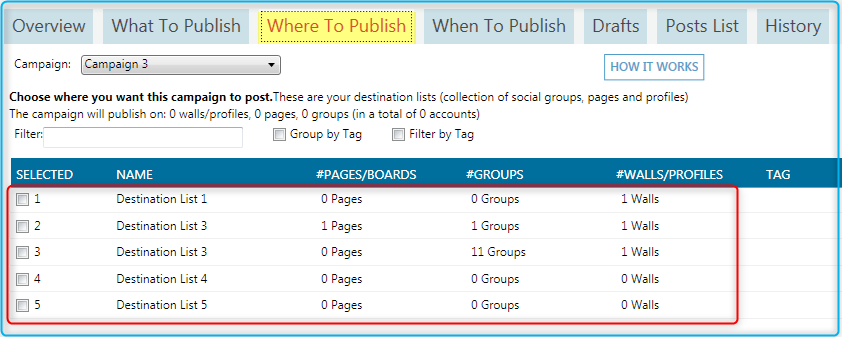 Overview What To Publish Where To Publish When To Publish Drafts Posts List History
Campaign: Campaign 3 HOW IT WORKS
Choose where you want this campaign to post.These are your destination lists (collection of social groups, pages and profiles)
The campaign will publish on: 0 walls/profiles, 0 pages, 0 groups (in a total of 0 accounts)
Filter: Group by Tag Filter by Tag
SELECTED NAME #PAGES/BOARDS #GROUPS #WALLS/PROFILES TAG
1 Destination List 1 0 Pages 0 Groups 1 Walls
2 Destination List 3 1 Pages 1 Groups 1 Walls
3 Destination List 3 0 Pages 11 Groups 1 Walls
4 Destination List 4 0 Pages 0 Groups 0 Walls
5 Destination List 5 0 Pages 0 Groups 0 Walls